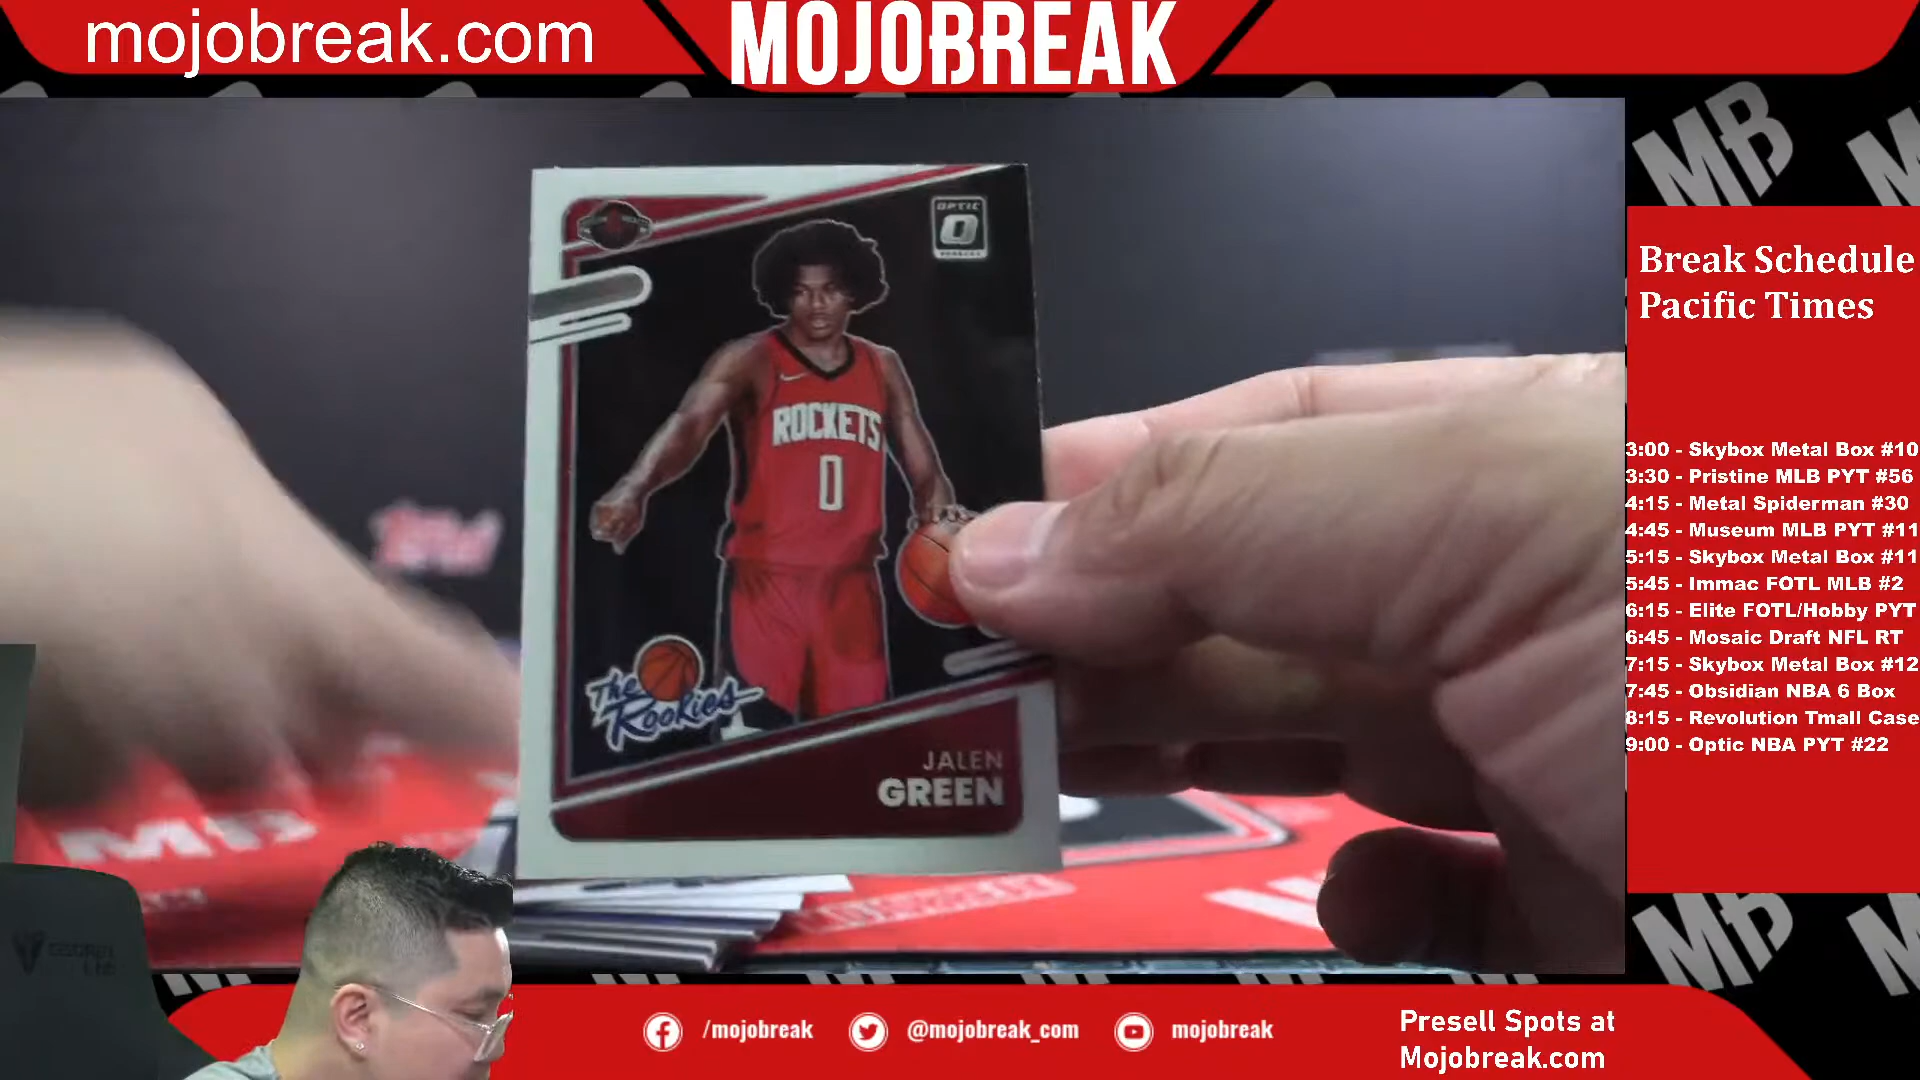 mojobreak.com
MOJOBREAK
MB
OPTIC
ROCKETS
0
The
Rookies
JALEN
GREEN
MB
Break Schedule
Pacific Times
3:00 - Skybox Metal Box #10
3:30 - Pristine MLB PYT #56
4:15 - Metal Spiderman #30
4:45 - Museum MLB PYT #11
5:15 - Skybox Metal Box #11
5:45 - Immac FOTL MLB #2
6:15 - Elite FOTL/Hobby PYT
6:45 - Mosaic Draft NFL RT
7:15 - Skybox Metal Box #12
7:45 - Obsidian NBA 6 Box
8:15 - Revolution Tmall Case
9:00 - Optic NBA PYT #22
MB
/mojobreak
@mojobreak_com
mojobreak
Presell Spots at
Mojobreak.com